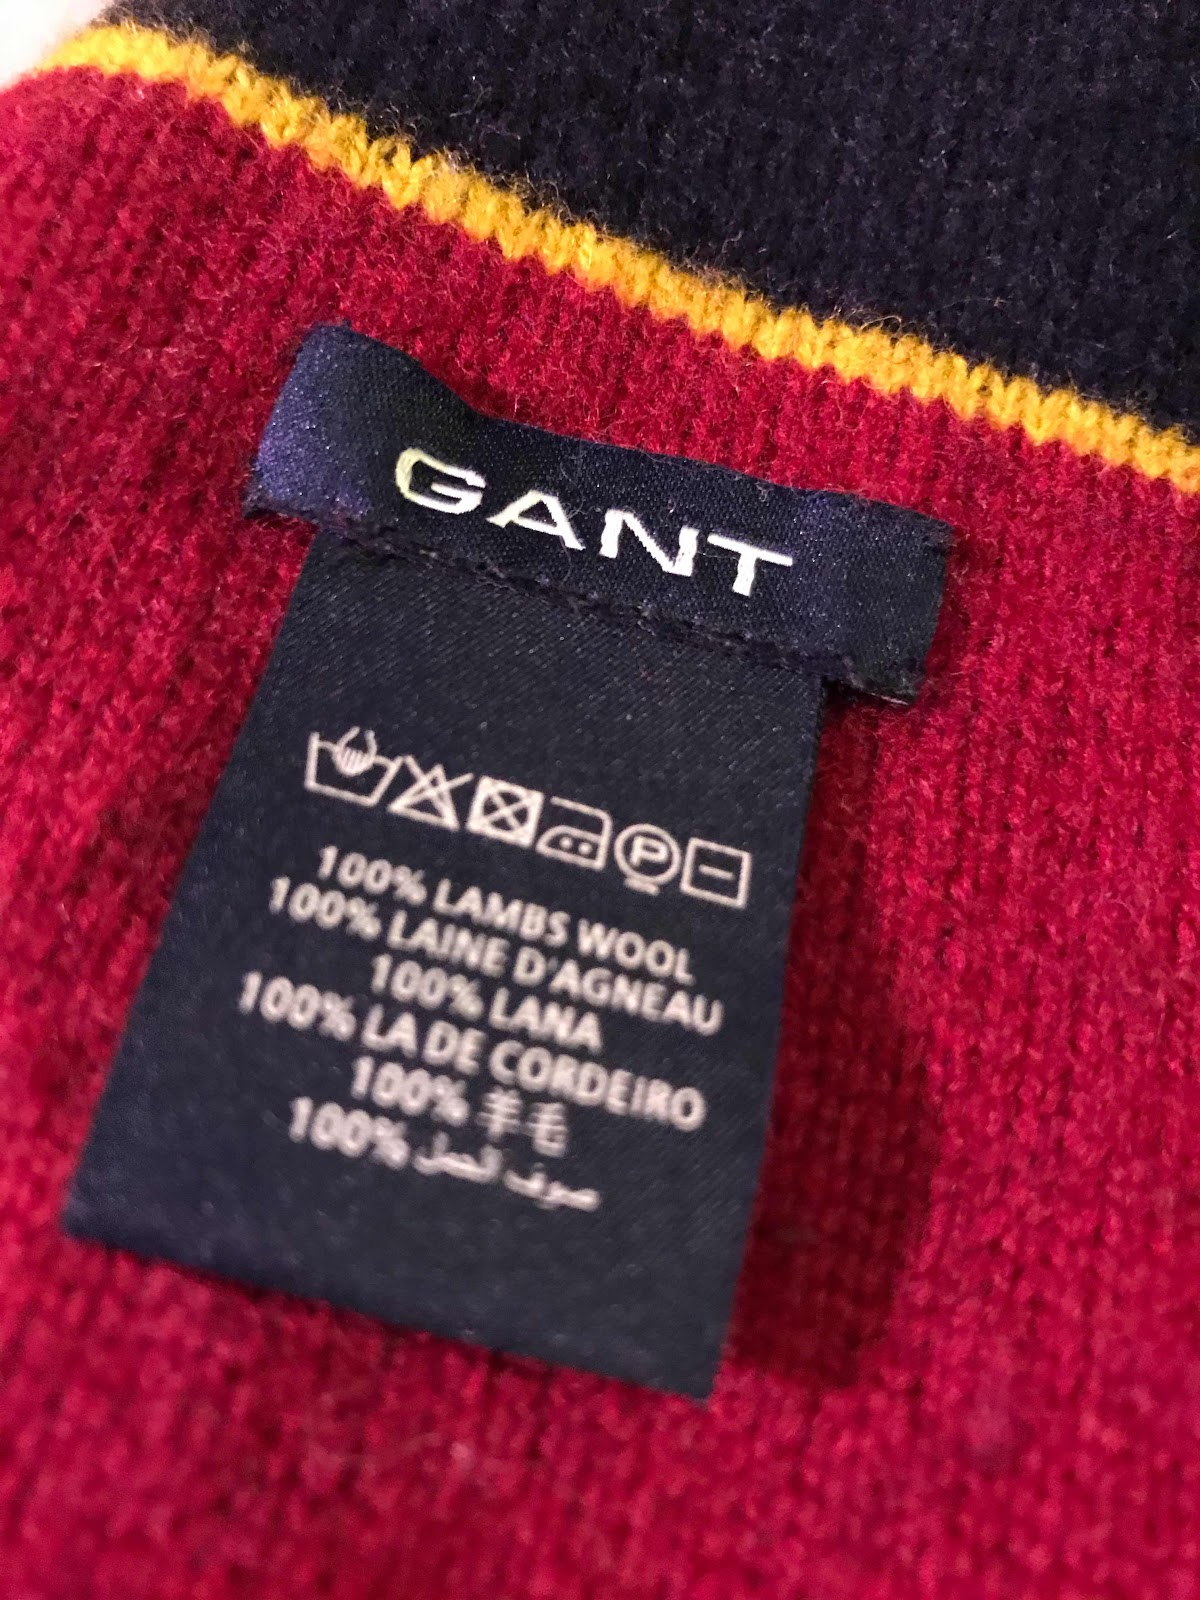 GANT
P
100% LAMBS WOOL
100% LAINE D'AGNEAU
100% LANA
100% LA DE CORDEIRO
100% 羊毛
100% صوف الحمل